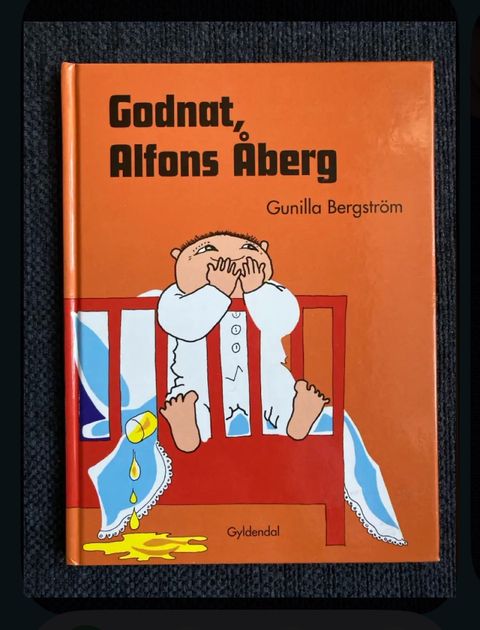 Godnat,
Alfons Åberg
Gunilla Bergström
Gyldendal